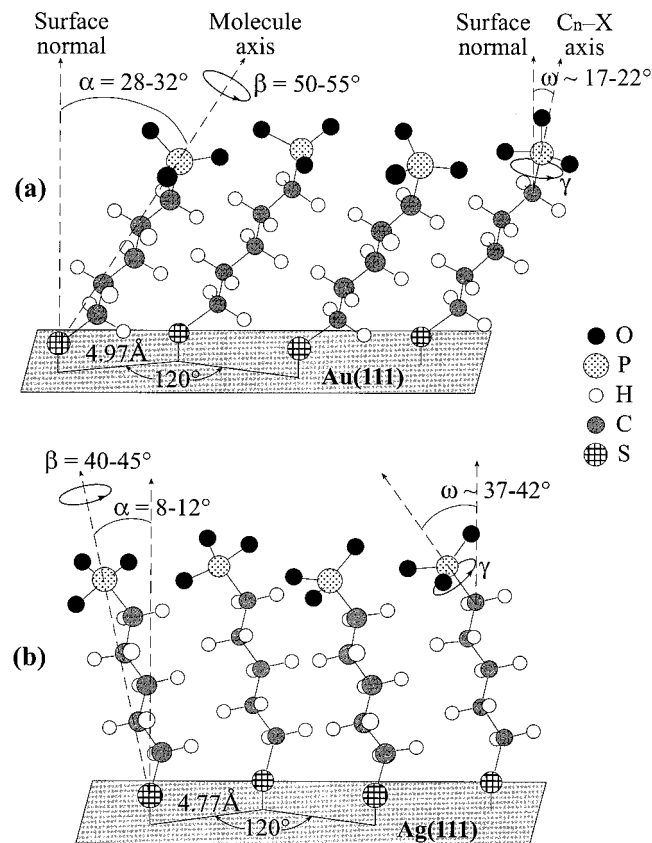 Surface
normal
Molecule
axis
Surface
normal
Cn–X
axis
α = 28-32°
β = 50-55°
ω ~ 17-22°
(a)
γ
4.97Å
120°
Au(111)
O
P
H
C
S
β = 40-45°
α = 8-12°
ω ~ 37-42°
γ
(b)
4.77Å
120°
Ag(111)